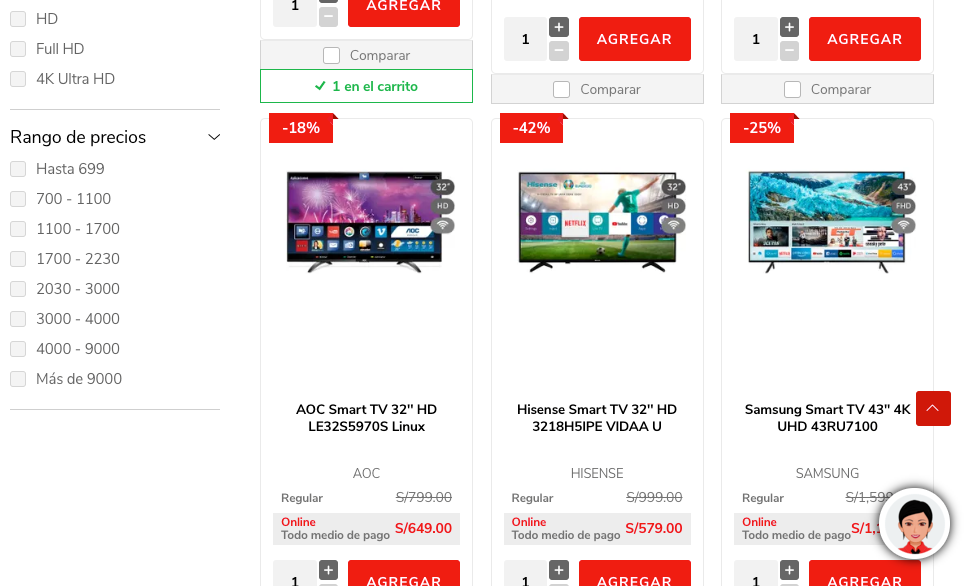 HD
Full HD
4K Ultra HD
Rango de precios
Hasta 699
700 - 1100
1100 - 1700
1700 - 2230
2030 - 3000
3000 - 4000
4000 - 9000
Más de 9000
1
AGREGAR
Comparar
1 en el carrito
1
AGREGAR
Comparar
1
AGREGAR
Comparar
-18%
32"
HD
AOC
AOC Smart TV 32'' HD
LE32S5970S Linux
AOC
Regular S/799.00
Online
Todo medio de pago S/649.00
1
AGREGAR
-42%
Hisense
32"
HD
NETFLIX
Hisense Smart TV 32'' HD
3218H5IPE VIDAA U
HISENSE
Regular S/999.00
Online
Todo medio de pago S/579.00
1
AGREGAR
-25%
43"
FHD
Samsung Smart TV 43'' 4K
UHD 43RU7100
SAMSUNG
Regular S/1,599
Online
Todo medio de pago S/1,
1
AGREGAR